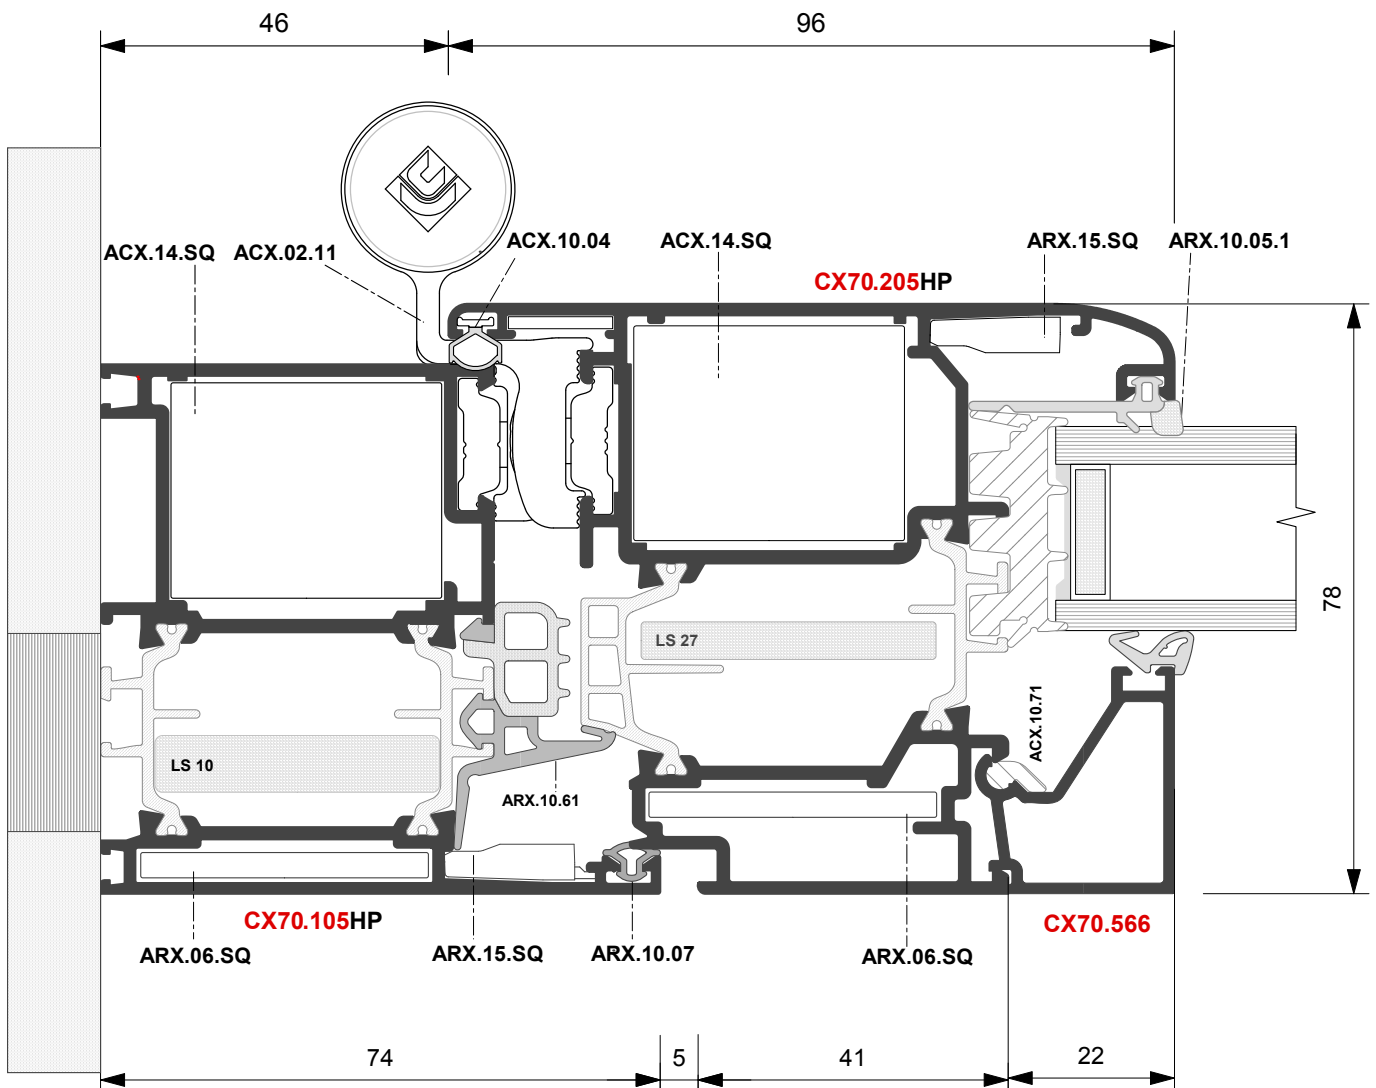 46
96
ACX.14.SQ
ACX.02.11
ACX.10.04
ACX.14.SQ
ARX.15.SQ
ARX.10.05.1
CX70.205HP
78
LS 27
ACX.10.71
LS 10
ARX.10.61
CX70.105HP
CX70.566
ARX.06.SQ
ARX.15.SQ
ARX.10.07
ARX.06.SQ
74
5
41
22